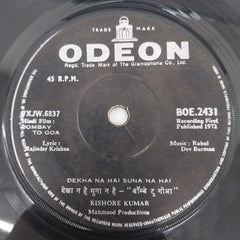 TRADE MARK
ODEON
Regd. Trade Mark of The Gramophone Co. Ltd.
45 R.P.M.
7XJW.6837
Hindi Film :
BOMBAY
TO GOA
BOE.2431
Recording First
Published 1972
Lyric :
Rajinder Krishan
Music : Rahul
Dev Burman
DEKHA NA HAI SUNA NA HAI
देखा न है सुना न है - "बॉम्बे टू गोआ"
KISHORE KUMAR
Mahmood Productions